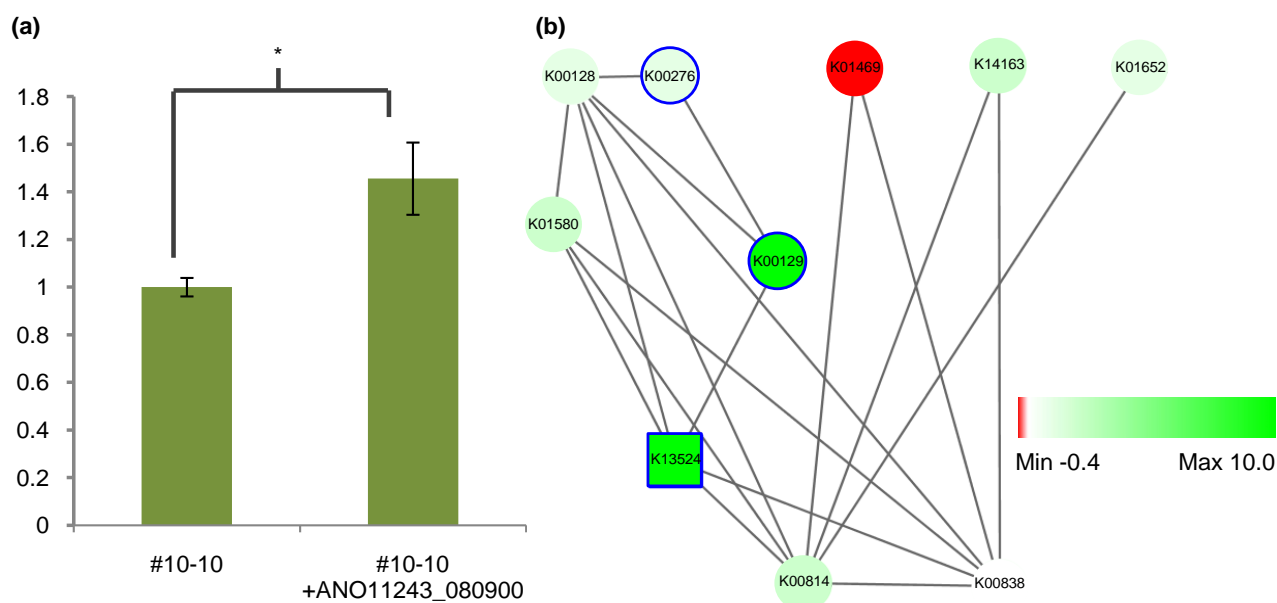 (a)
*
1.8
1.6
1.4
1.2
1
0.8
0.6
0.4
0.2
0
#10-10
#10-10
+ANO11243_080900
(b)
K00128
K00276
K01469
K14163
K01652
K01580
K00129
K13524
K00814
K00838
Min -0.4
Max 10.0